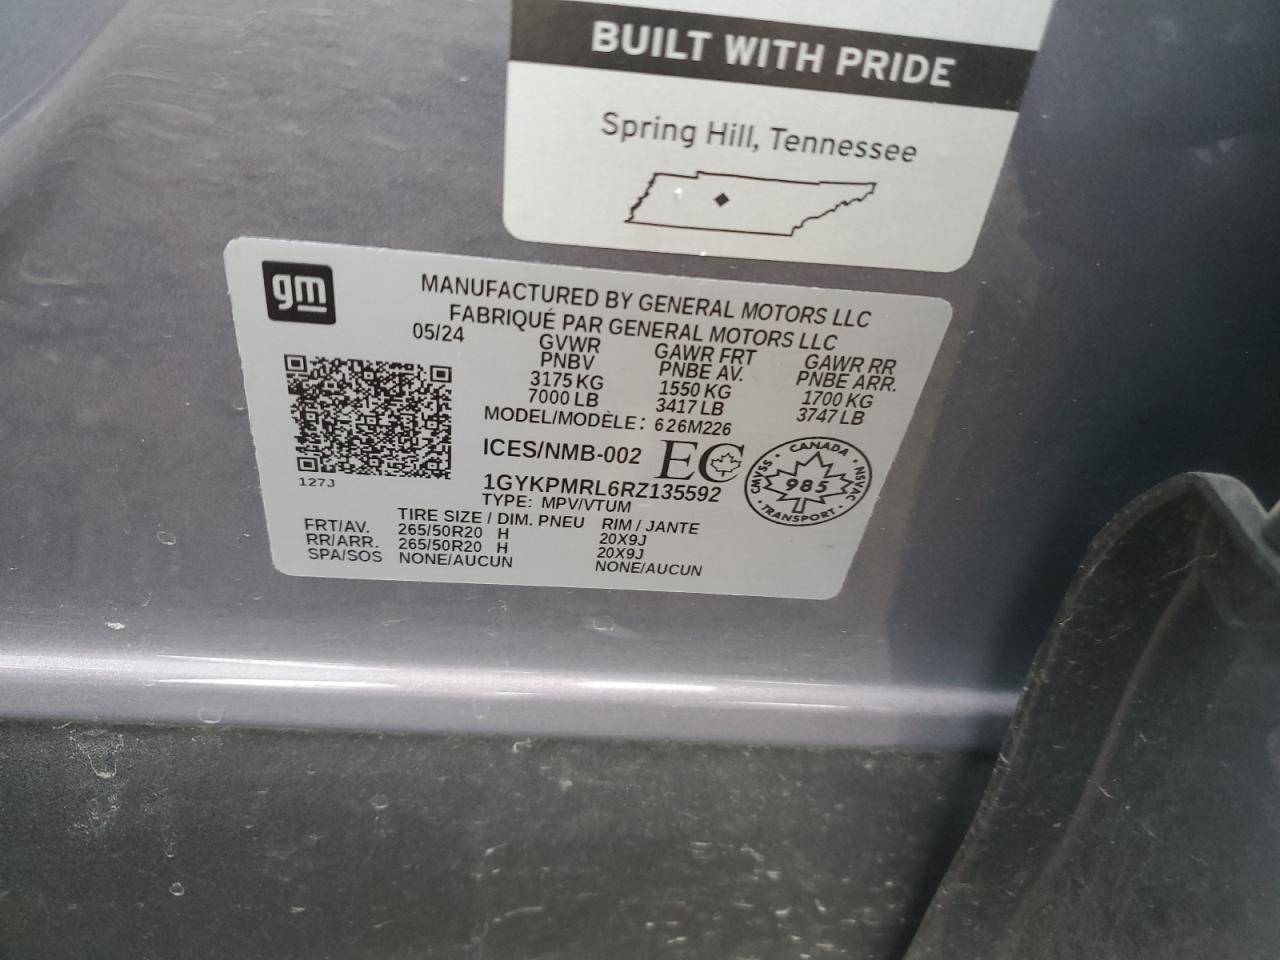 BUILT WITH PRIDE
Spring Hill, Tennessee
gm
MANUFACTURED BY GENERAL MOTORS LLC
FABRIQUÉ PAR GENERAL MOTORS LLC
05/24
GVWR GAWR FRT GAWR RR
PNBV PNBE AV. PNBE ARR.
3175 KG 1550 KG 1700 KG
7000 LB 3417 LB 3747 LB
MODEL/MODÈLE: 626M226
ICES/NMB-002 EC
127J
1GYKPMRL6RZ135592
TYPE: MPV/VTUM
CANADA
CMVSS 985 NSVAC
TRANSPORT
TIRE SIZE / DIM. PNEU RIM / JANTE
FRT/AV. 265/50R20 H 20X9J
RR/ARR. 265/50R20 H 20X9J
SPA/SOS NONE/AUCUN NONE/AUCUN